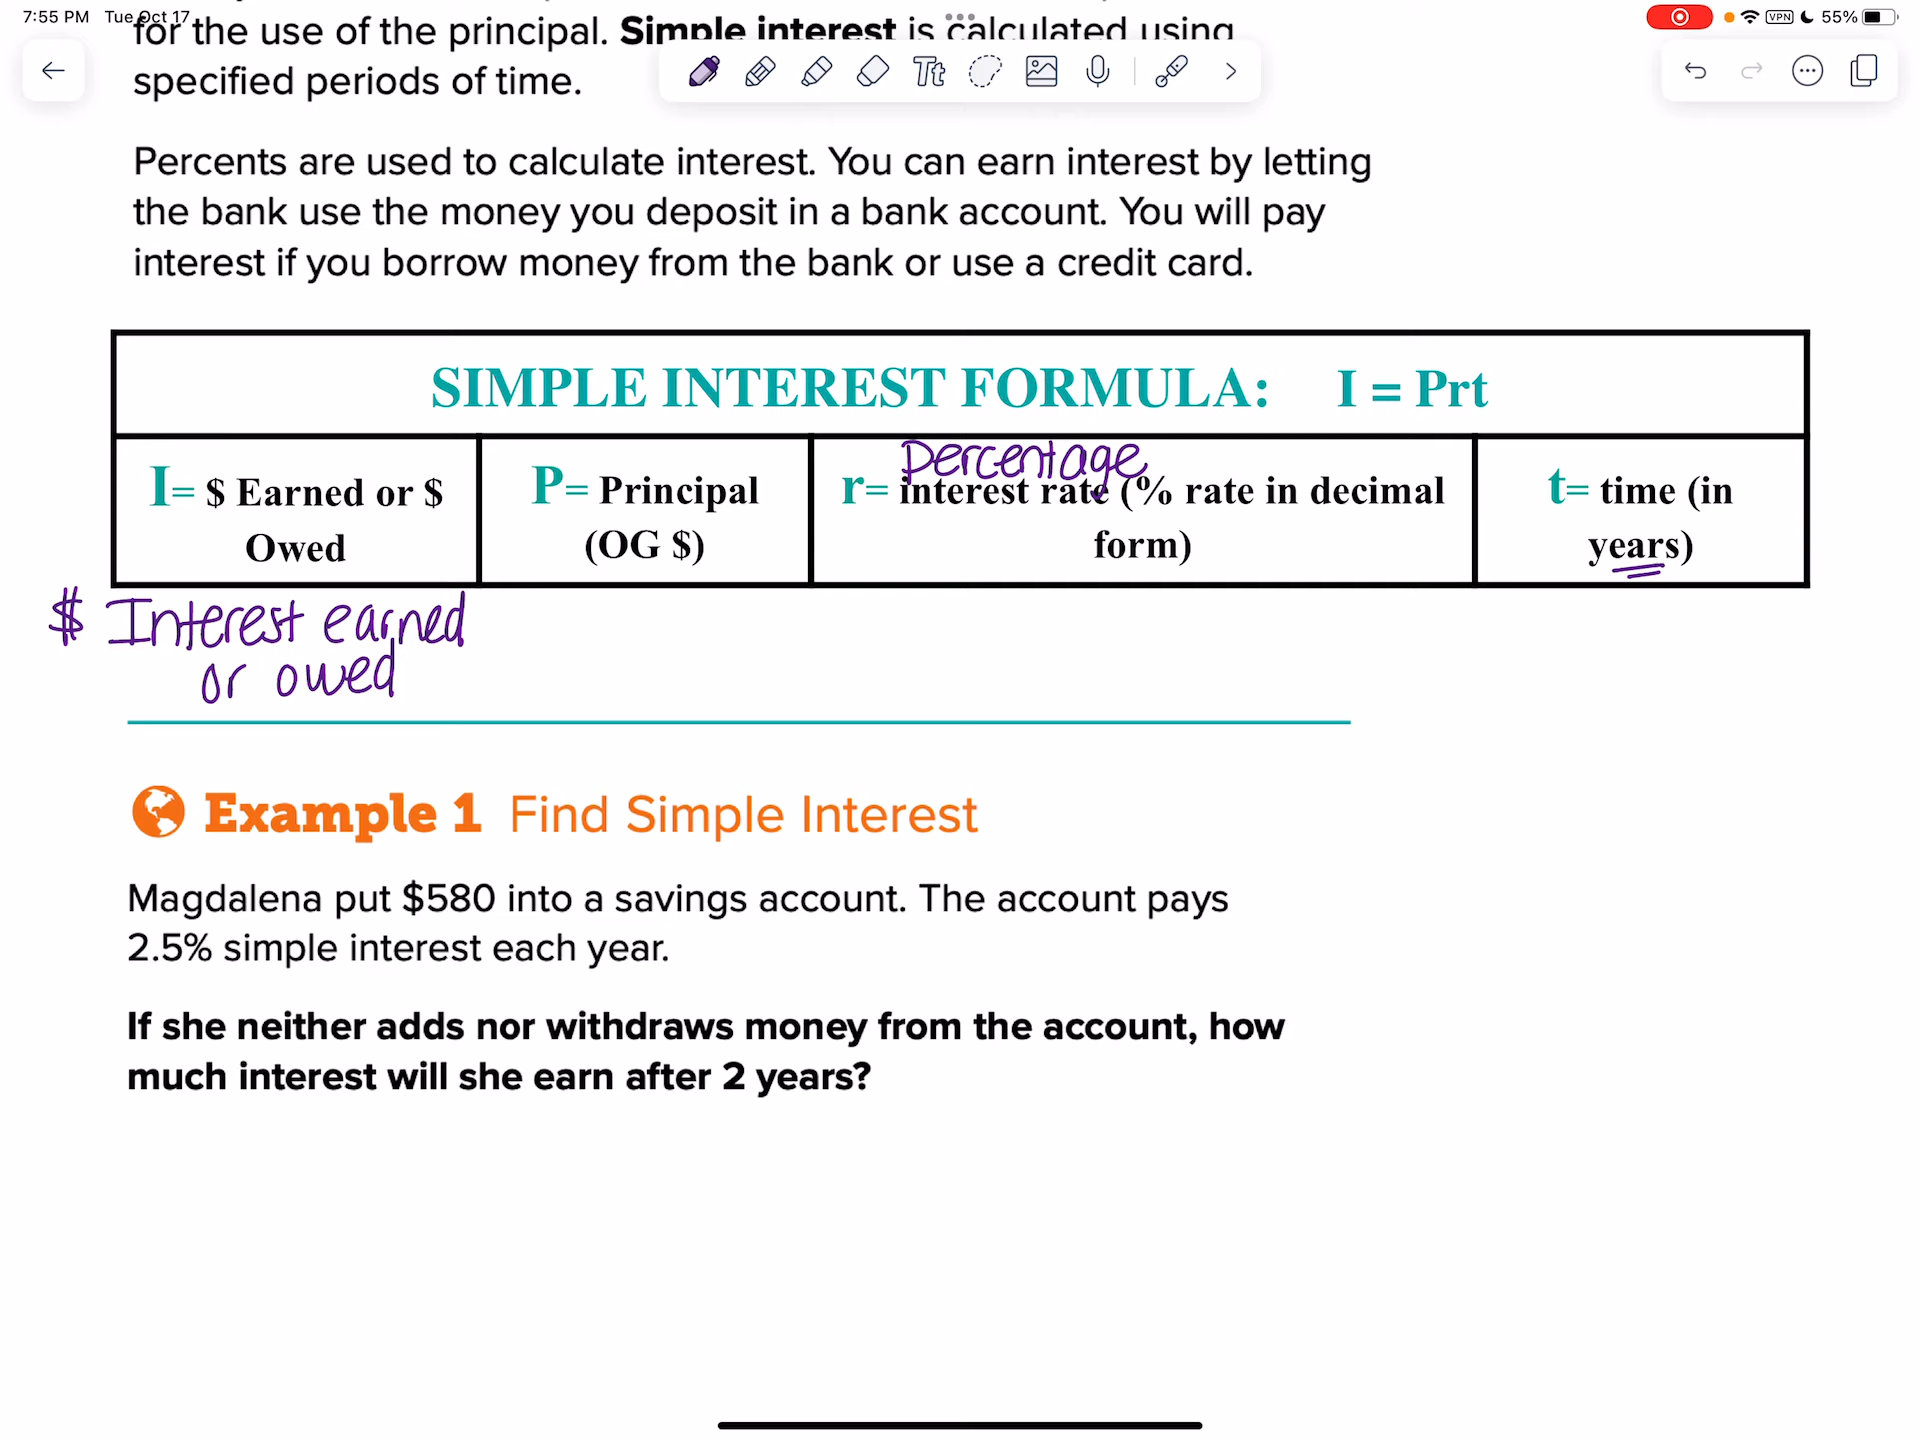 7:55 PM Tue Oct 17
VPN 55%
for the use of the principal. Simple interest is calculated using
specified periods of time.
Tt
Percents are used to calculate interest. You can earn interest by letting
the bank use the money you deposit in a bank account. You will pay
interest if you borrow money from the bank or use a credit card.
SIMPLE INTEREST FORMULA: I = Prt
I= $ Earned or $
Owed
P= Principal
(OG $)
Percentage
r= interest rate (% rate in decimal
form)
t= time (in
years)
$ Interest earned
or owed
Example 1 Find Simple Interest
Magdalena put $580 into a savings account. The account pays
2.5% simple interest each year.
If she neither adds nor withdraws money from the account, how
much interest will she earn after 2 years?